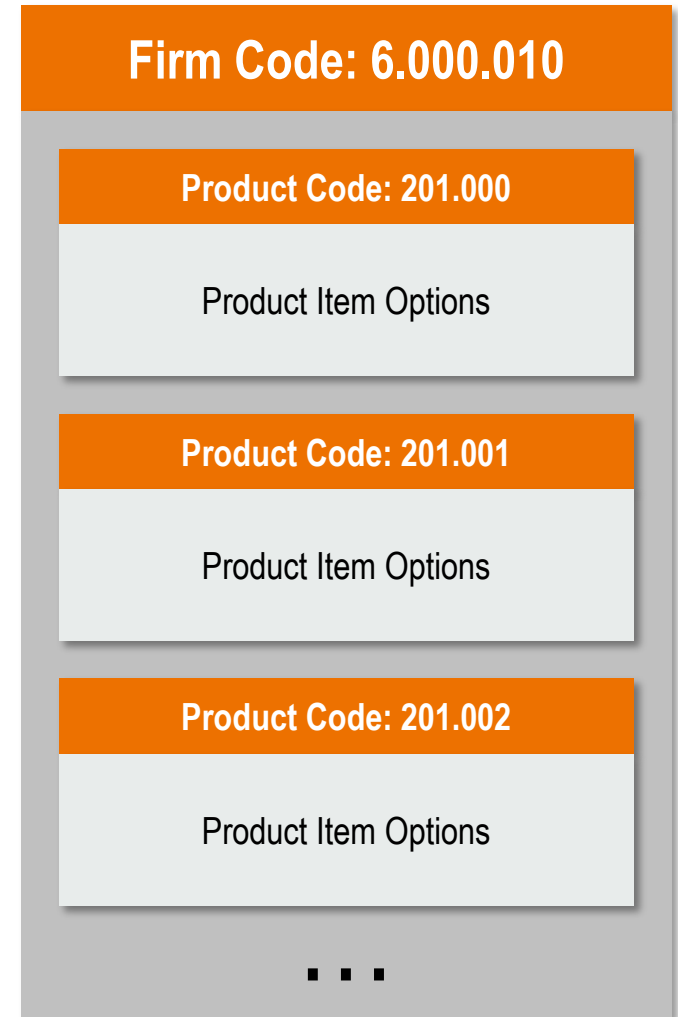 Firm Code: 6.000.010
Product Code: 201.000
Product Item Options
Product Code: 201.001
Product Item Options
Product Code: 201.002
Product Item Options
...